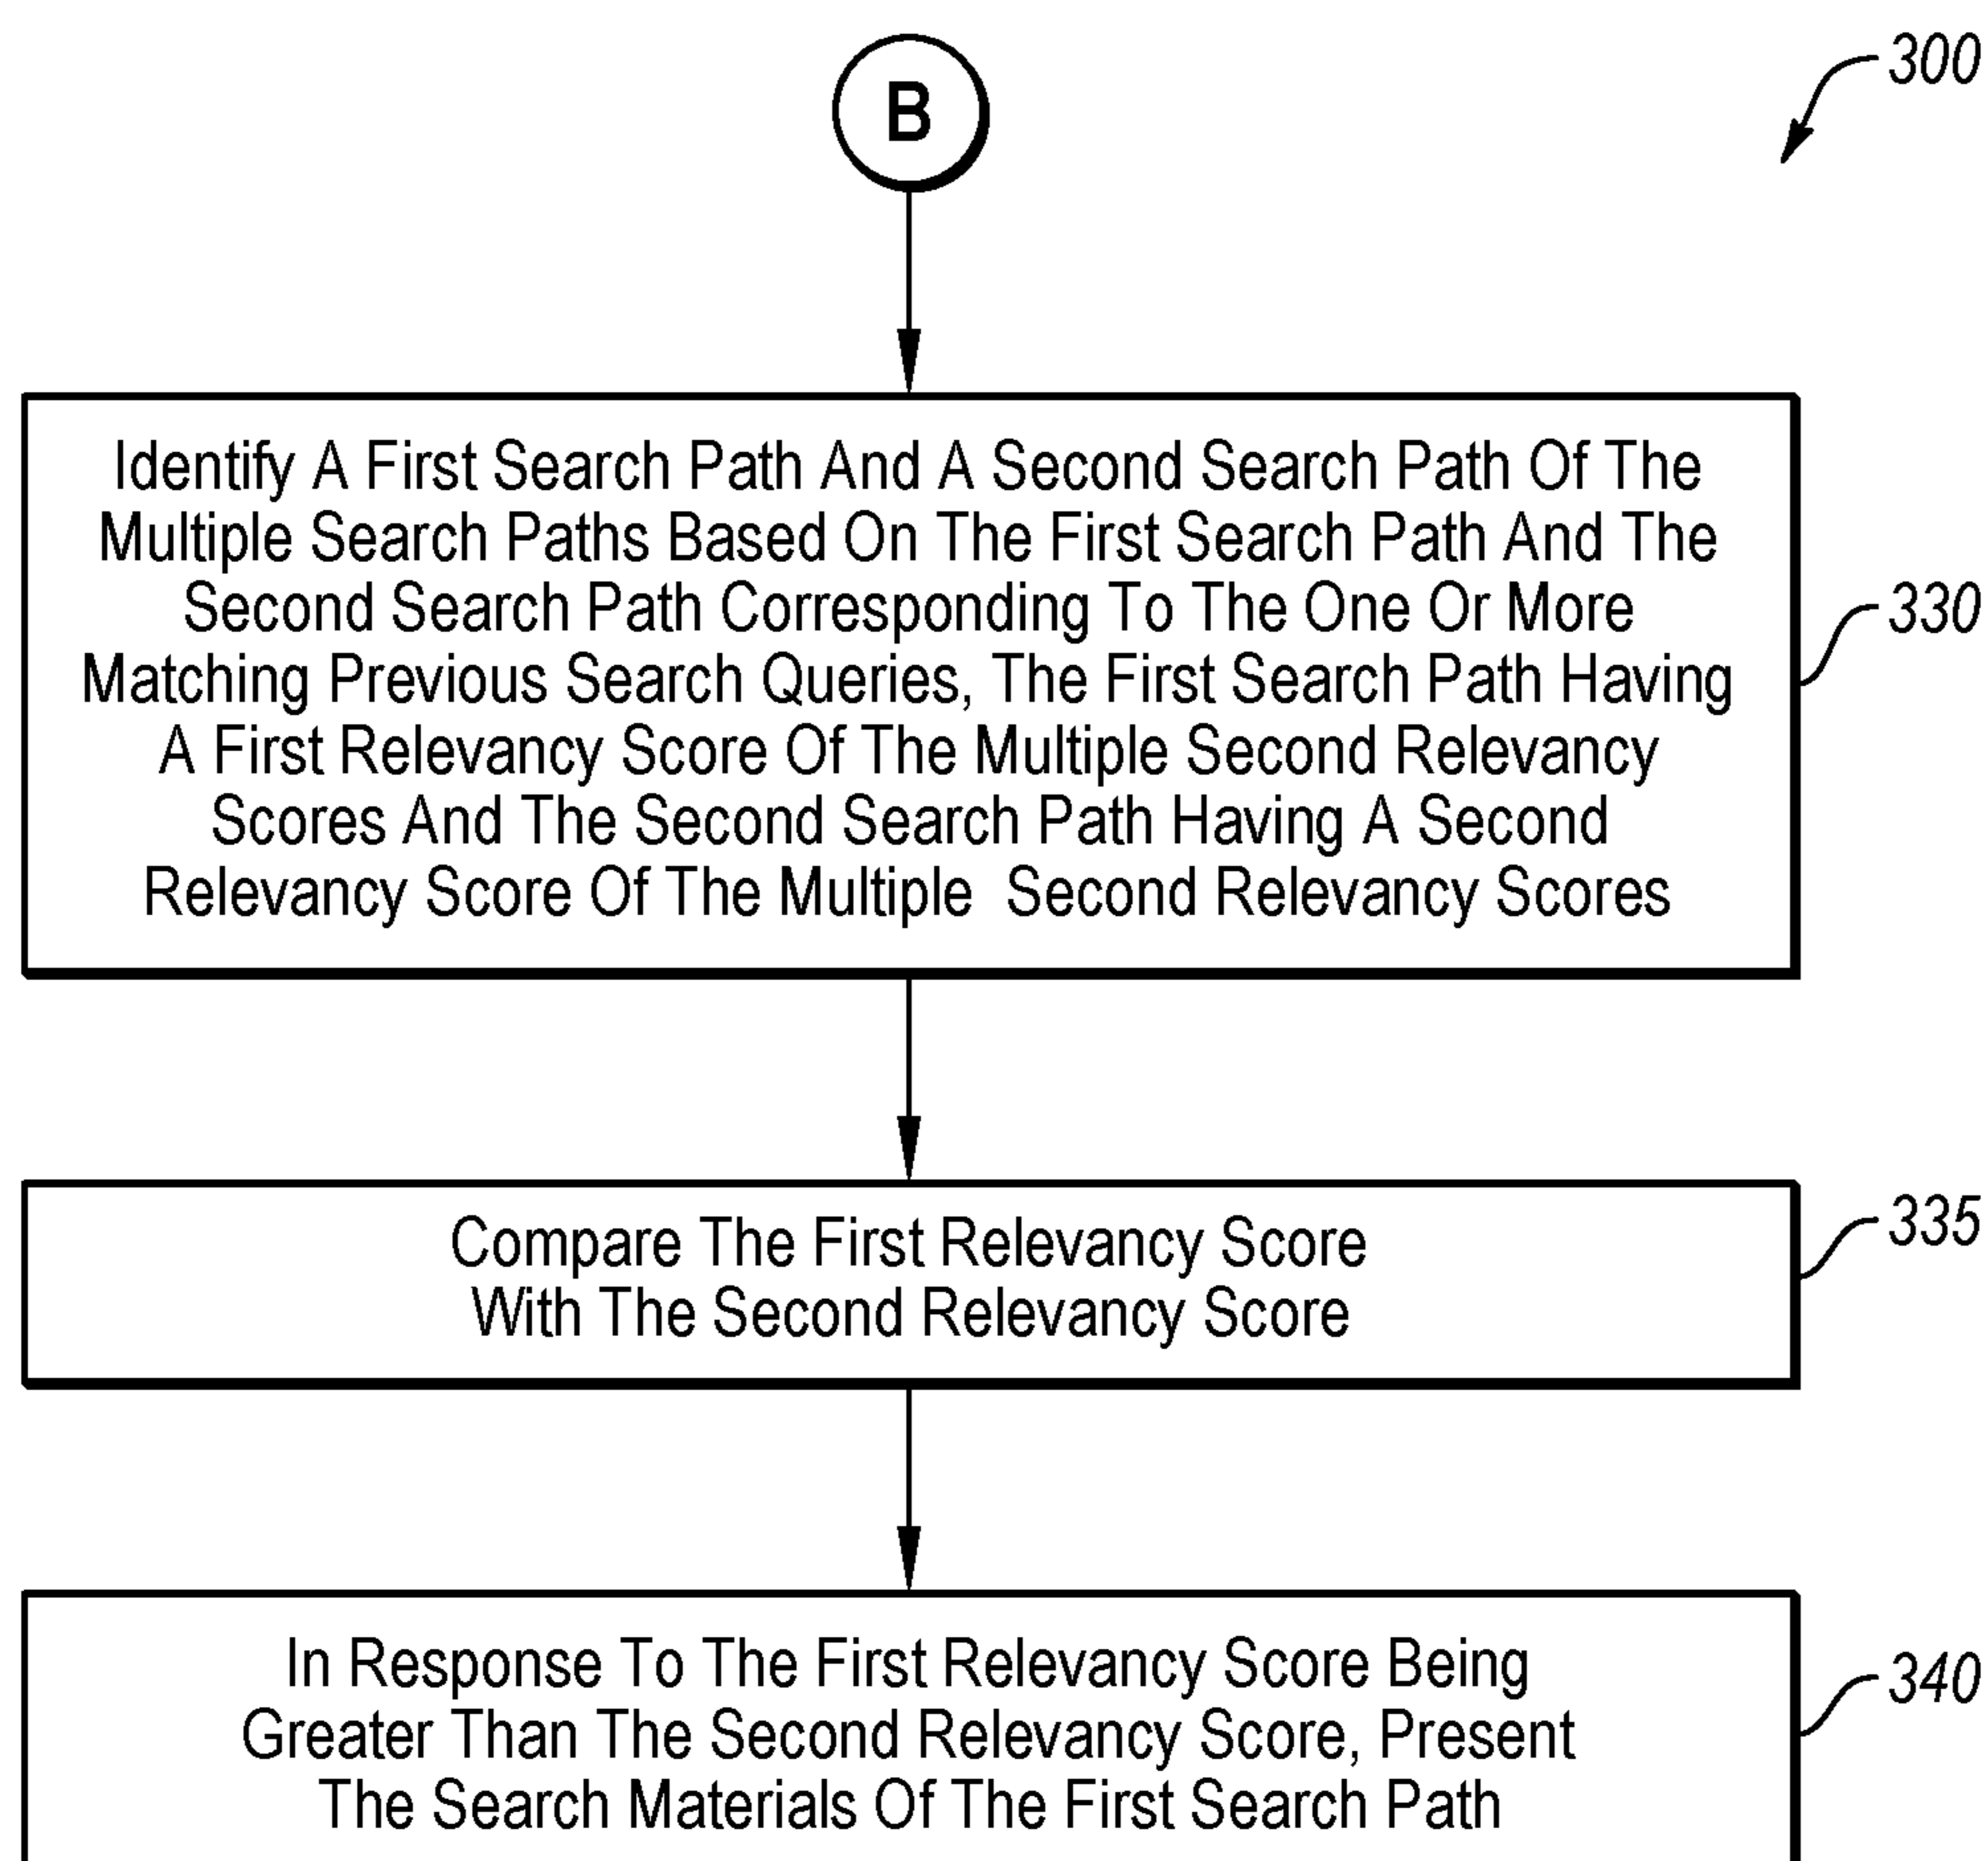 B
300
Identify A First Search Path And A Second Search Path Of The
Multiple Search Paths Based On The First Search Path And The
Second Search Path Corresponding To The One Or More
Matching Previous Search Queries, The First Search Path Having
A First Relevancy Score Of The Multiple Second Relevancy
Scores And The Second Search Path Having A Second
Relevancy Score Of The Multiple Second Relevancy Scores
330
Compare The First Relevancy Score
With The Second Relevancy Score
335
In Response To The First Relevancy Score Being
Greater Than The Second Relevancy Score, Present
The Search Materials Of The First Search Path
340